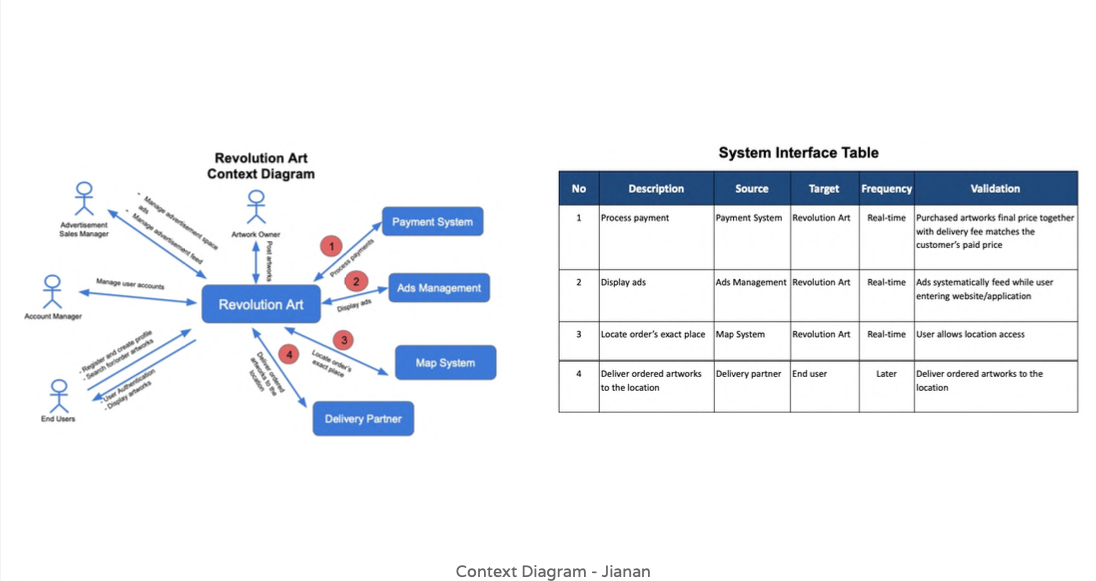 Revolution Art
Context Diagram
Advertisement
Sales Manager
• Manage advertisement space
ads
• Manage advertisement feed
Artwork Owner
Post artworks
Payment System
1
Process payments
2
Ads Management
Display ads
Account Manager
Manage user accounts
Revolution Art
3
Locate order's
exact place
Map System
4
Deliver ordered
artworks to the
location
Delivery Partner
- Register and create profile
- Search for/order artworks
- User Authentication
- Display artworks
End Users
System Interface Table
No Description Source Target Frequency Validation
1 Process payment Payment System Revolution Art Real-time Purchased artworks final price together
with delivery fee matches the
customer's paid price
2 Display ads Ads Management Revolution Art Real-time Ads systematically feed while user
entering website/application
3 Locate order's exact place Map System Revolution Art Real-time User allows location access
4 Deliver ordered artworks Delivery partner End user Later Deliver ordered artworks to the
to the location location
Context Diagram - Jianan